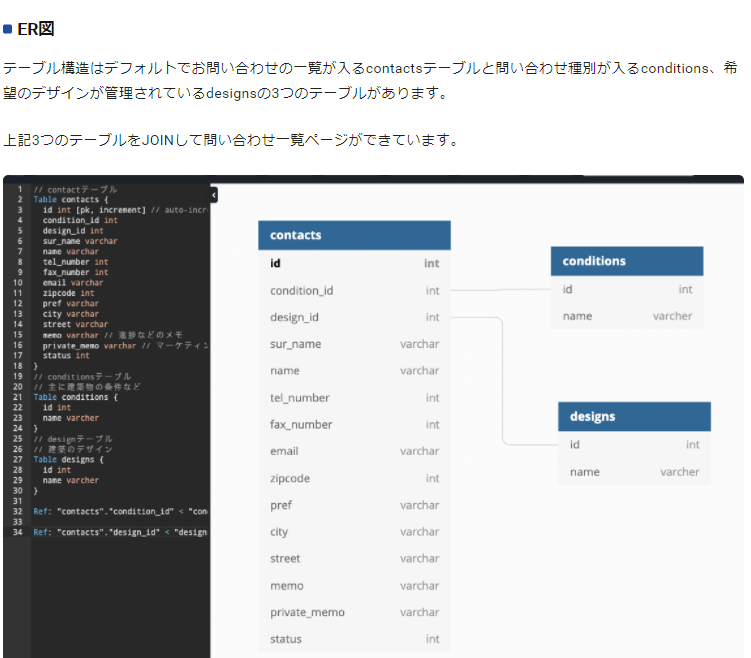 ER図
テーブル構造はデフォルトでお問い合わせの一覧が入るcontactsテーブルと問い合わせ種別が入るconditions、希
望のデザインが管理されているdesignsの3つのテーブルがあります。
上記3つのテーブルをJOINして問い合わせ一覧ページができています。
1 // contactテーブル
2 Table contacts {
3 id int [pk, increment] // auto-incr
4 condition_id int
5 design_id int
6 sur_name varchar
7 name varchar
8 tel_number int
9 fax_number int
10 email varchar
11 zipcode int
12 pref varchar
13 city varchar
14 street varchar
15 memo varchar // 進捗などのメモ
16 private_memo varchar // マーケティン
17 status int
18 }
19 // conditionsテーブル
20 // 主に建築物の条件など
21 Table conditions {
22 id int
23 name varcher
24 }
25 // designテーブル
26 // 建築のデザイン
27 Table designs {
28 id int
29 name varcher
30 }
31
32 Ref: "contacts"."condition_id" < "con
33
34 Ref: "contacts"."design_id" < "design
contacts
id int
condition_id int
design_id int
sur_name varchar
name varchar
tel_number int
fax_number int
email varchar
zipcode int
pref varchar
city varchar
street varchar
memo varchar
private_memo varchar
status int
conditions
id int
name varcher
designs
id int
name varcher